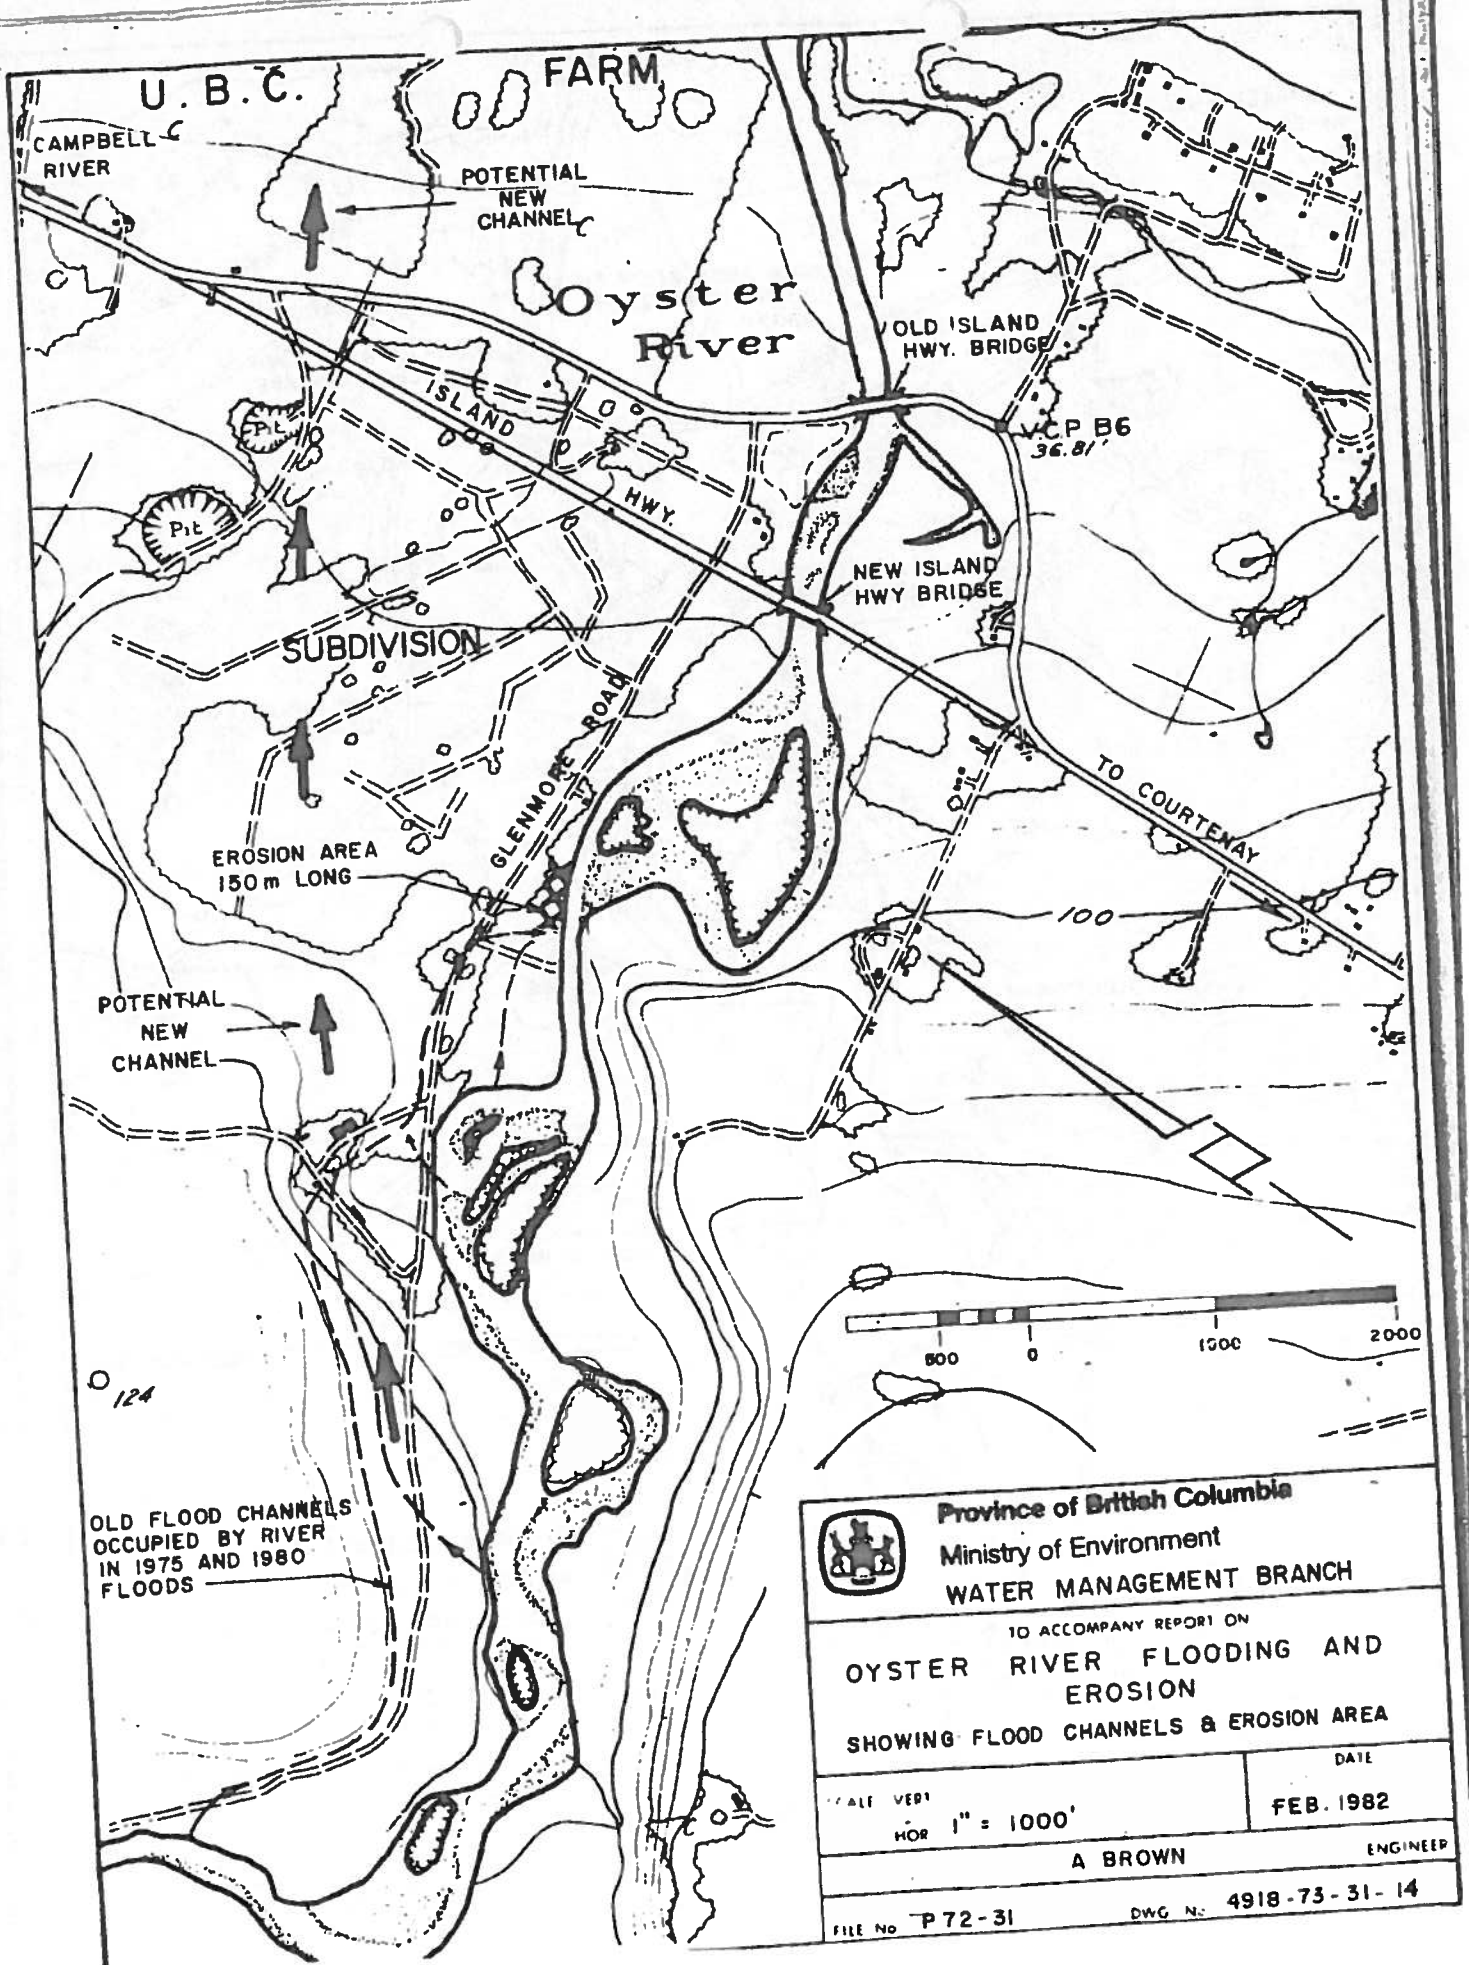 U.B.C.
FARM
CAMPBELL
RIVER
POTENTIAL
NEW
CHANNEL
Oyster
River
OLD ISLAND
HWY. BRIDGE
V.C.P B6
36.81'
ISLAND
HWY.
Pit
Pit
NEW ISLAND
HWY BRIDGE
SUBDIVISION
GLENMORE ROAD
TO COURTENAY
EROSION AREA
150 m LONG
100
POTENTIAL
NEW
CHANNEL
500 0 1000 2000
124
OLD FLOOD CHANNELS
OCCUPIED BY RIVER
IN 1975 AND 1980
FLOODS
Province of British Columbia
Ministry of Environment
WATER MANAGEMENT BRANCH
TO ACCOMPANY REPORT ON
OYSTER RIVER FLOODING AND
EROSION
SHOWING FLOOD CHANNELS & EROSION AREA
VERT
HOR 1" = 1000'
DATE
FEB. 1982
A BROWN ENGINEER
FILE No P72-31 DWG No 4918-73-31-14